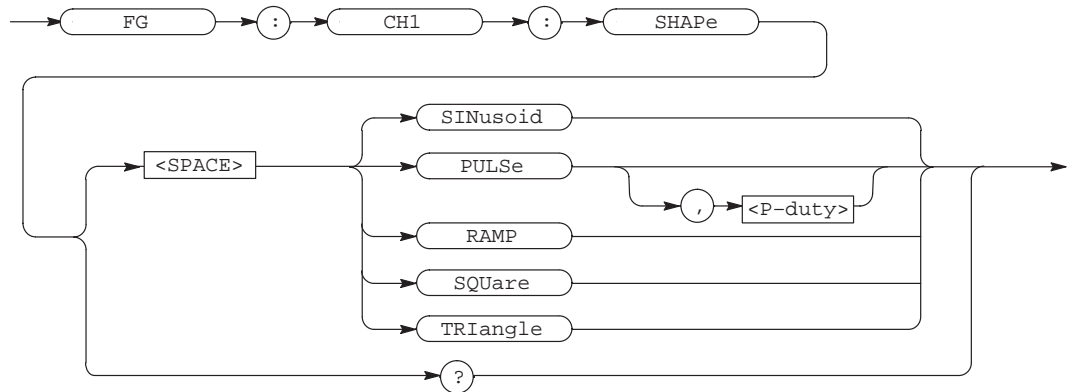 FG : CH1 : SHAPe
SINusoid
<SPACE> PULSe
, <P-duty>
RAMP
SQUare
TRIangle
?